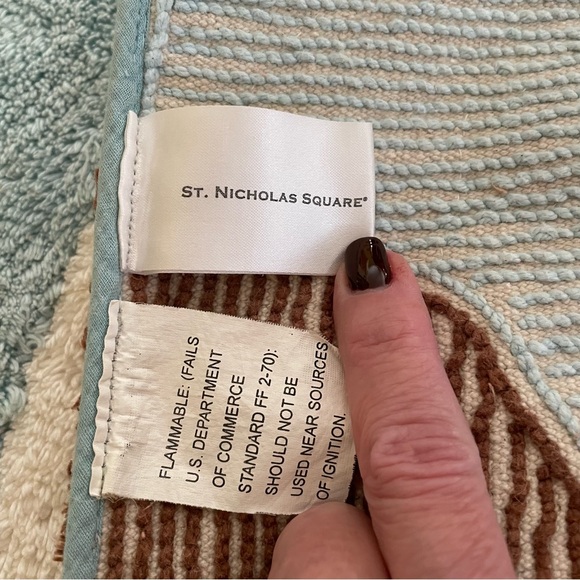 ST. NICHOLAS SQUARE®
FLAMMABLE: (FAILS
U.S. DEPARTMENT
OF COMMERCE
STANDARD FF 2-70):
SHOULD NOT BE
USED NEAR SOURCES
OF IGNITION.